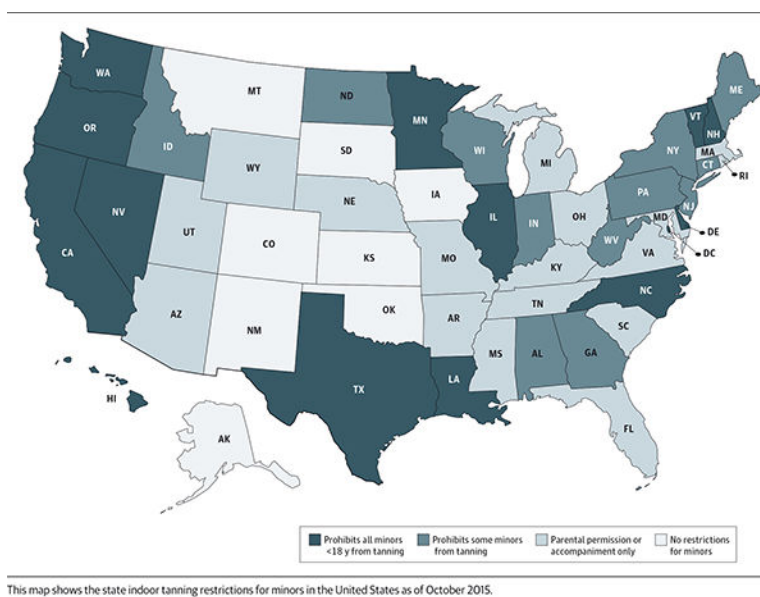 WA
MT
ND
MN
ME
VT
NH
OR
ID
WY
SD
WI
MI
NY
MA
CT
RI
NV
UT
NE
IA
IL
IN
OH
PA
NJ
CA
CO
KS
MO
KY
WV
MD
VA
DE
DC
AZ
NM
OK
AR
TN
NC
SC
TX
LA
MS
AL
GA
FL
HI
AK
Prohibits all minors
<18 y from tanning
Prohibits some minors
from tanning
Parental permission or
accompaniment only
No restrictions
for minors
This map shows the state indoor tanning restrictions for minors in the United States as of October 2015.